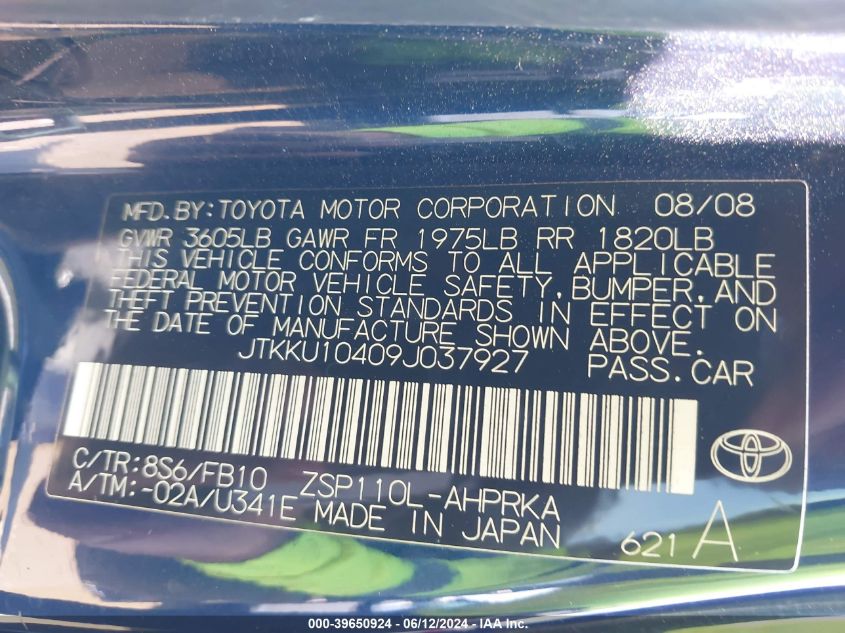 MFD.BY:TOYOTA MOTOR CORPORATION 08/08
GVWR 3605LB GAWR FR 1975LB RR 1820LB
THIS VEHICLE CONFORMS TO ALL APPLICABLE
FEDERAL MOTOR VEHICLE SAFETY,BUMPER,AND
THEFT PREVENTION STANDARDS IN EFFECT ON
THE DATE OF MANUFACTURE SHOWN ABOVE.
JTKKU10409J037927 PASS.CAR
C/TR:8S6/FB10 ZSP110L-AHPRKA
A/TM:-02A/U341E MADE IN JAPAN
621 A
000-39650924 - 06/12/2024 - IAA Inc.